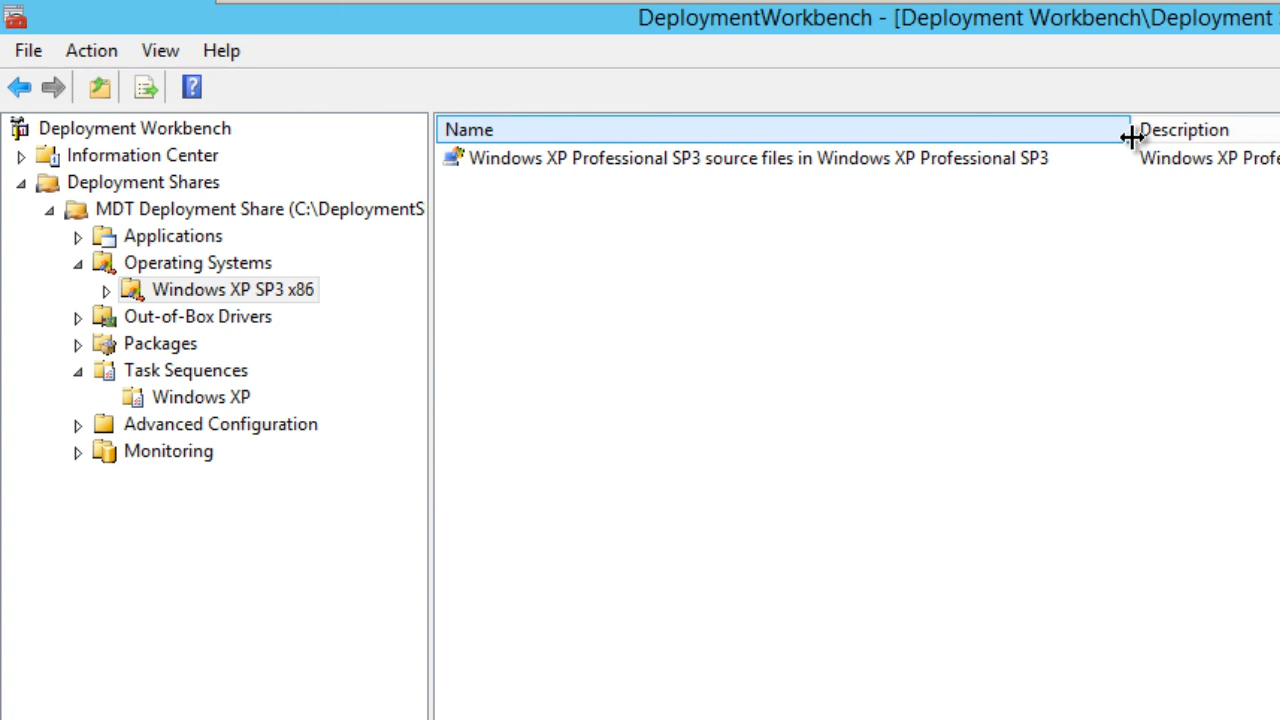 DeploymentWorkbench - [Deployment Workbench\Deployment
File Action View Help
Deployment Workbench
Information Center
Deployment Shares
MDT Deployment Share (C:\DeploymentS
Applications
Operating Systems
Windows XP SP3 x86
Out-of-Box Drivers
Packages
Task Sequences
Windows XP
Advanced Configuration
Monitoring
Name Description
Windows XP Professional SP3 source files in Windows XP Professional SP3 Windows XP Profe